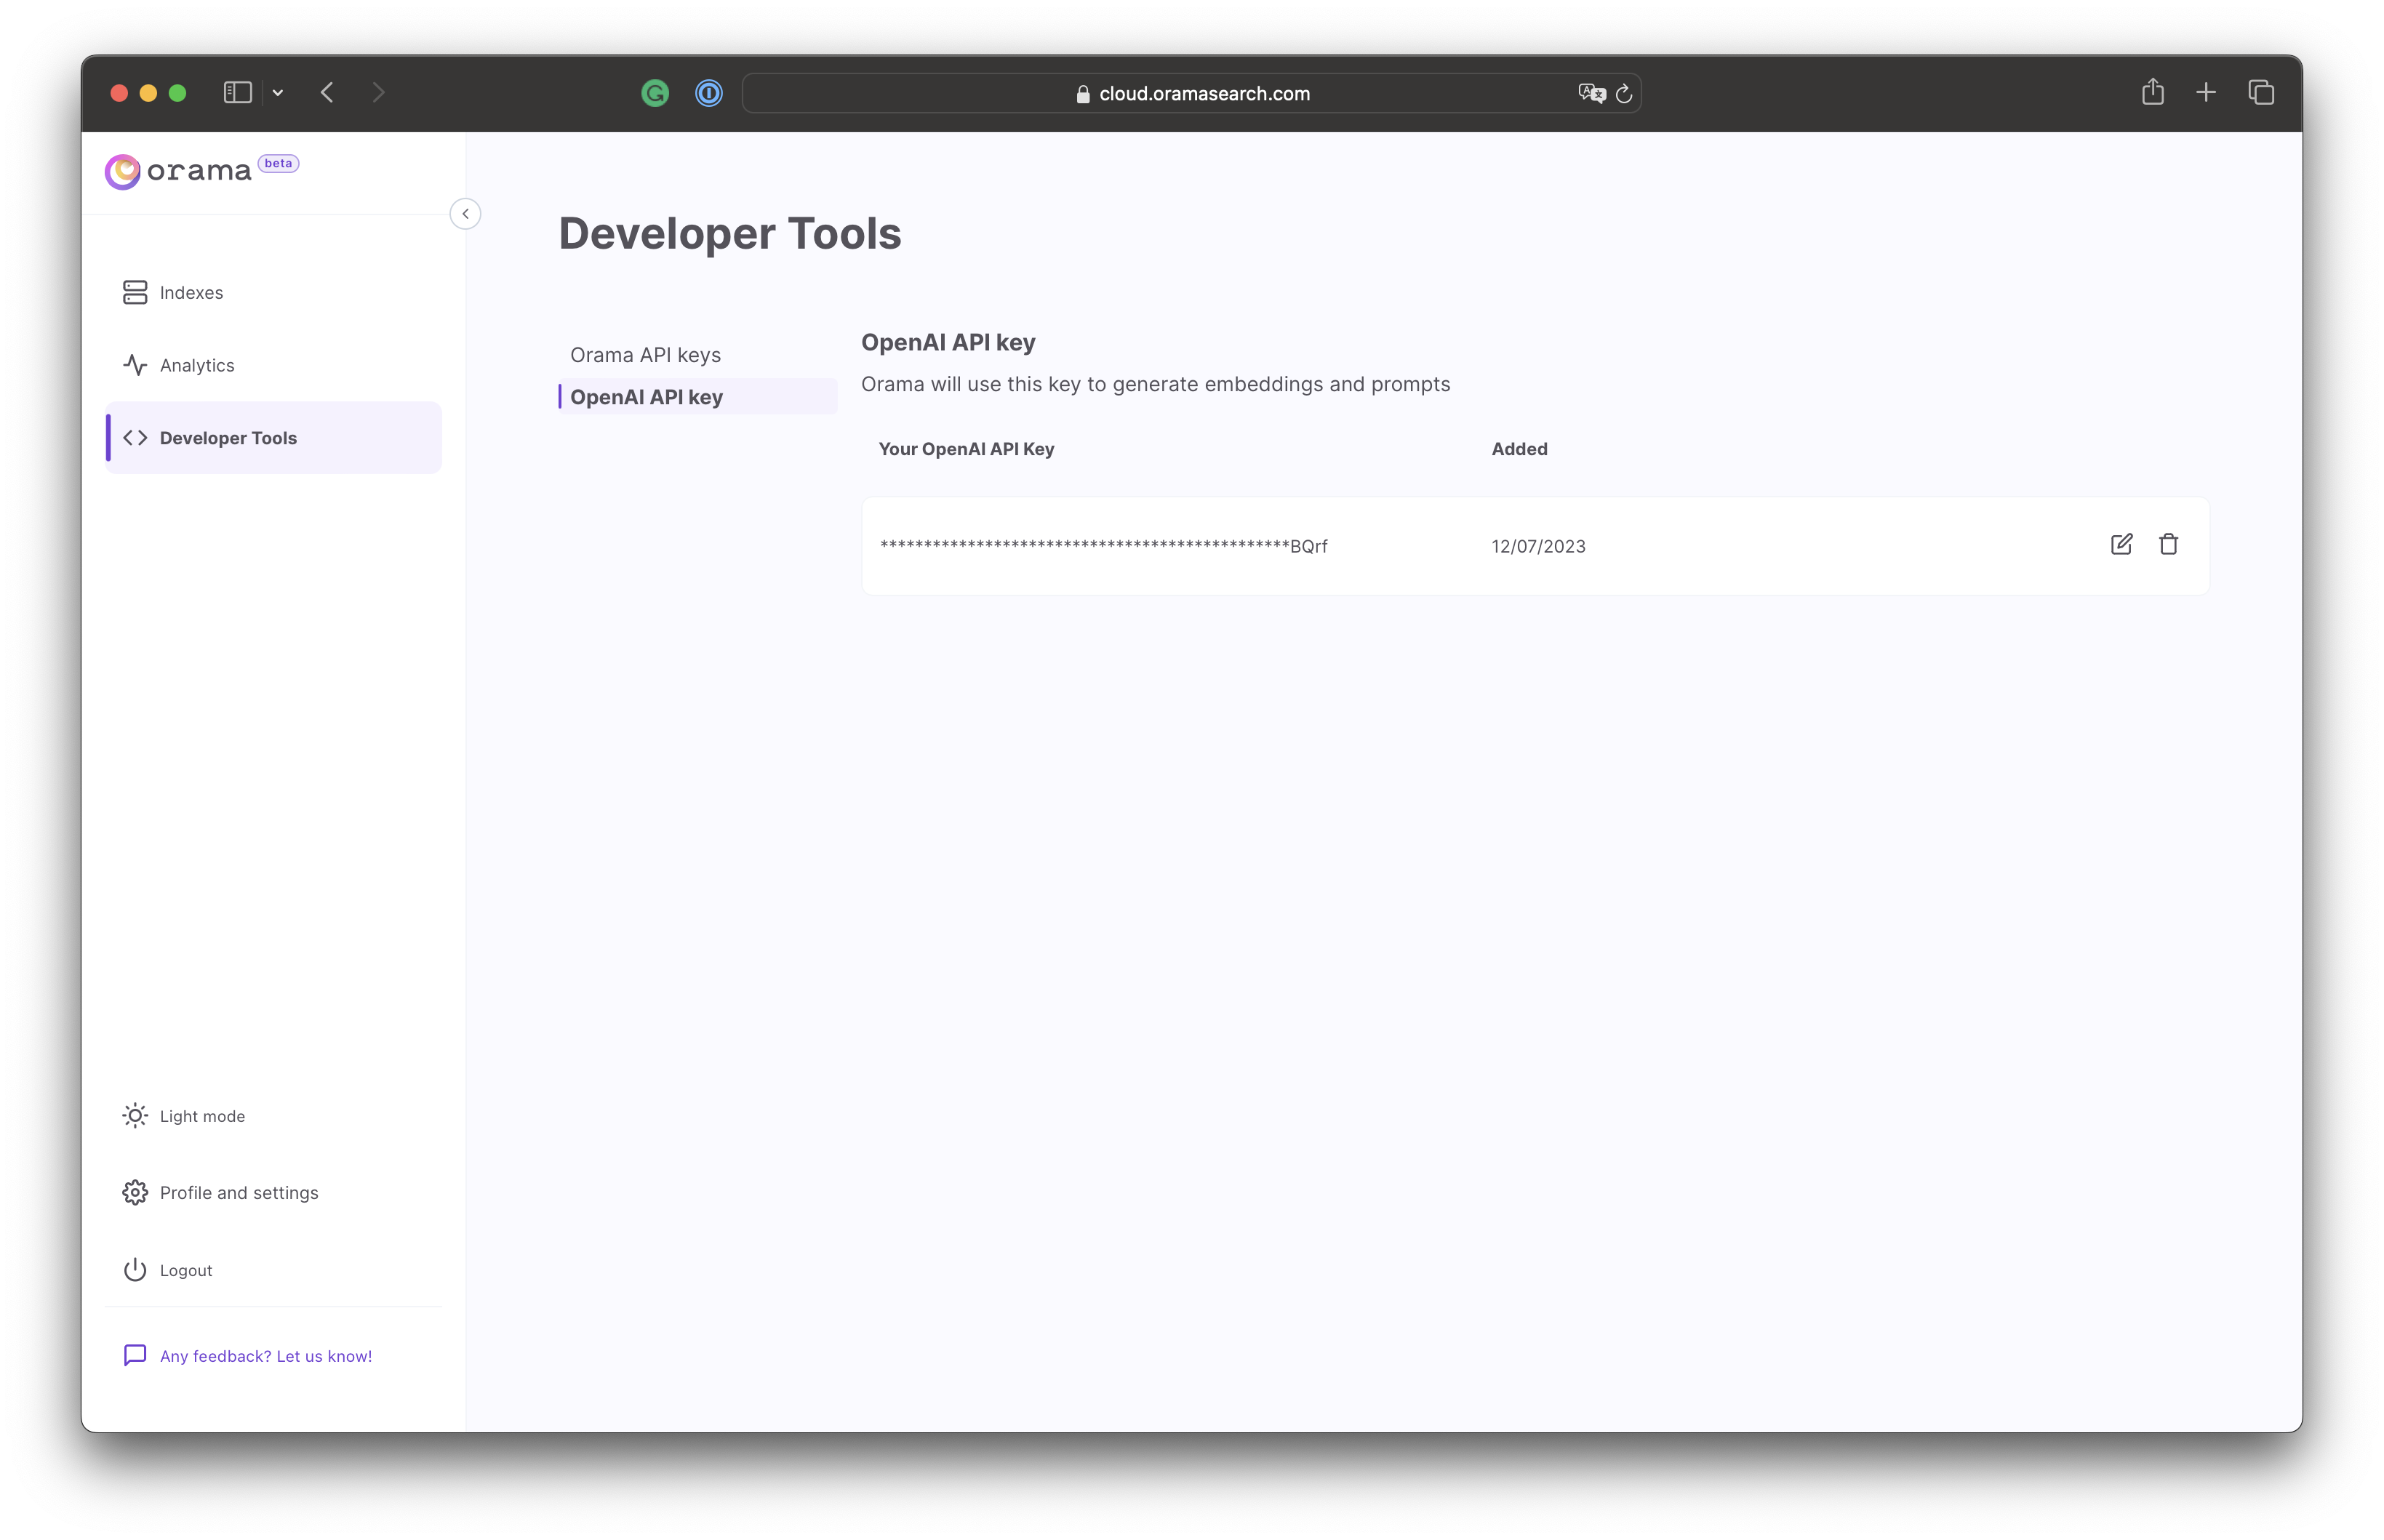 cloud.oramasearch.com
orama beta
Indexes
Analytics
Developer Tools
Light mode
Profile and settings
Logout
Any feedback? Let us know!
Developer Tools
Orama API keys
OpenAI API key
OpenAI API key
Orama will use this key to generate embeddings and prompts
Your OpenAI API Key Added
***********************************************BQrf 12/07/2023